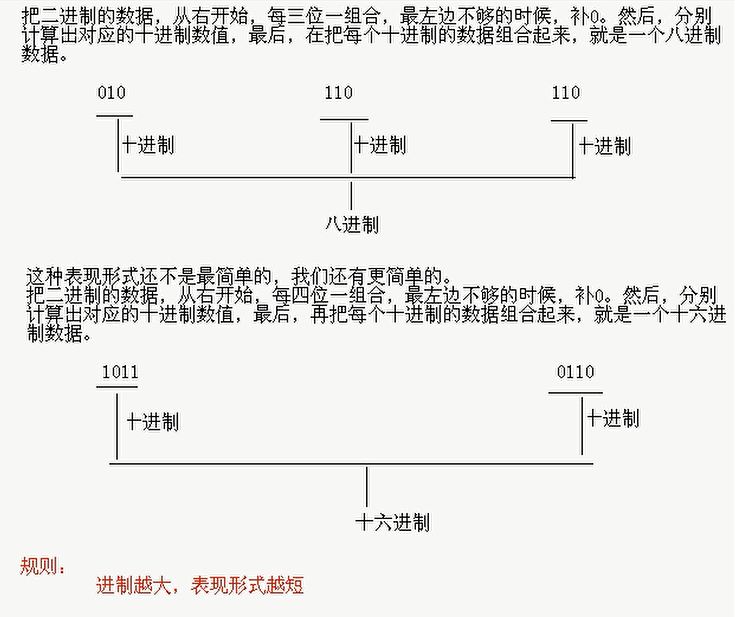 把二进制的数据，从右开始，每三位一组合，最左边不够的时候，补0。然后，分别
计算出对应的十进制数值，最后，在把每个十进制的数据组合起来，就是一个八进制
数据。
010 110 110
十进制 十进制 十进制
八进制
这种表现形式还不是最简单的，我们还有更简单的。
把二进制的数据，从右开始，每四位一组合，最左边不够的时候，补0。然后，分别
计算出对应的十进制数值，最后，再把每个十进制的数据组合起来，就是一个十六进
制数据。
1011 0110
十进制 十进制
十六进制
规则：
进制越大，表现形式越短